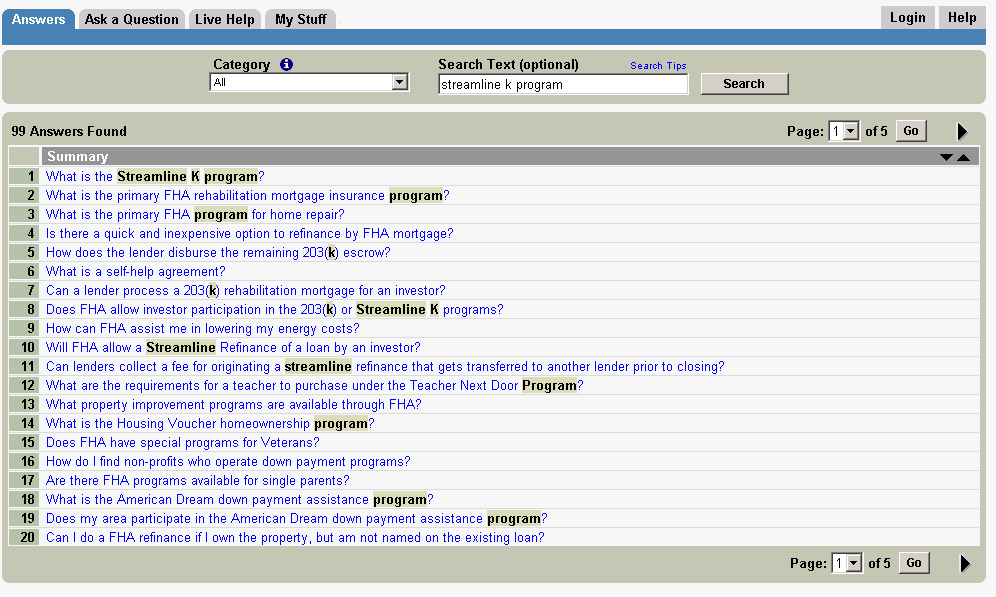 Answers Ask a Question Live Help My Stuff Login Help
Category Search Text (optional) Search Tips
All streamline k program Search
99 Answers Found Page: 1 of 5 Go
Summary
1 What is the Streamline K program?
2 What is the primary FHA rehabilitation mortgage insurance program?
3 What is the primary FHA program for home repair?
4 Is there a quick and inexpensive option to refinance by FHA mortgage?
5 How does the lender disburse the remaining 203(k) escrow?
6 What is a self-help agreement?
7 Can a lender process a 203(k) rehabilitation mortgage for an investor?
8 Does FHA allow investor participation in the 203(k) or Streamline K programs?
9 How can FHA assist me in lowering my energy costs?
10 Will FHA allow a Streamline Refinance of a loan by an investor?
11 Can lenders collect a fee for originating a streamline refinance that gets transferred to another lender prior to closing?
12 What are the requirements for a teacher to purchase under the Teacher Next Door Program?
13 What property improvement programs are available through FHA?
14 What is the Housing Voucher homeownership program?
15 Does FHA have special programs for Veterans?
16 How do I find non-profits who operate down payment programs?
17 Are there FHA programs available for single parents?
18 What is the American Dream down payment assistance program?
19 Does my area participate in the American Dream down payment assistance program?
20 Can I do a FHA refinance if I own the property, but am not named on the existing loan?
Page: 1 of 5 Go